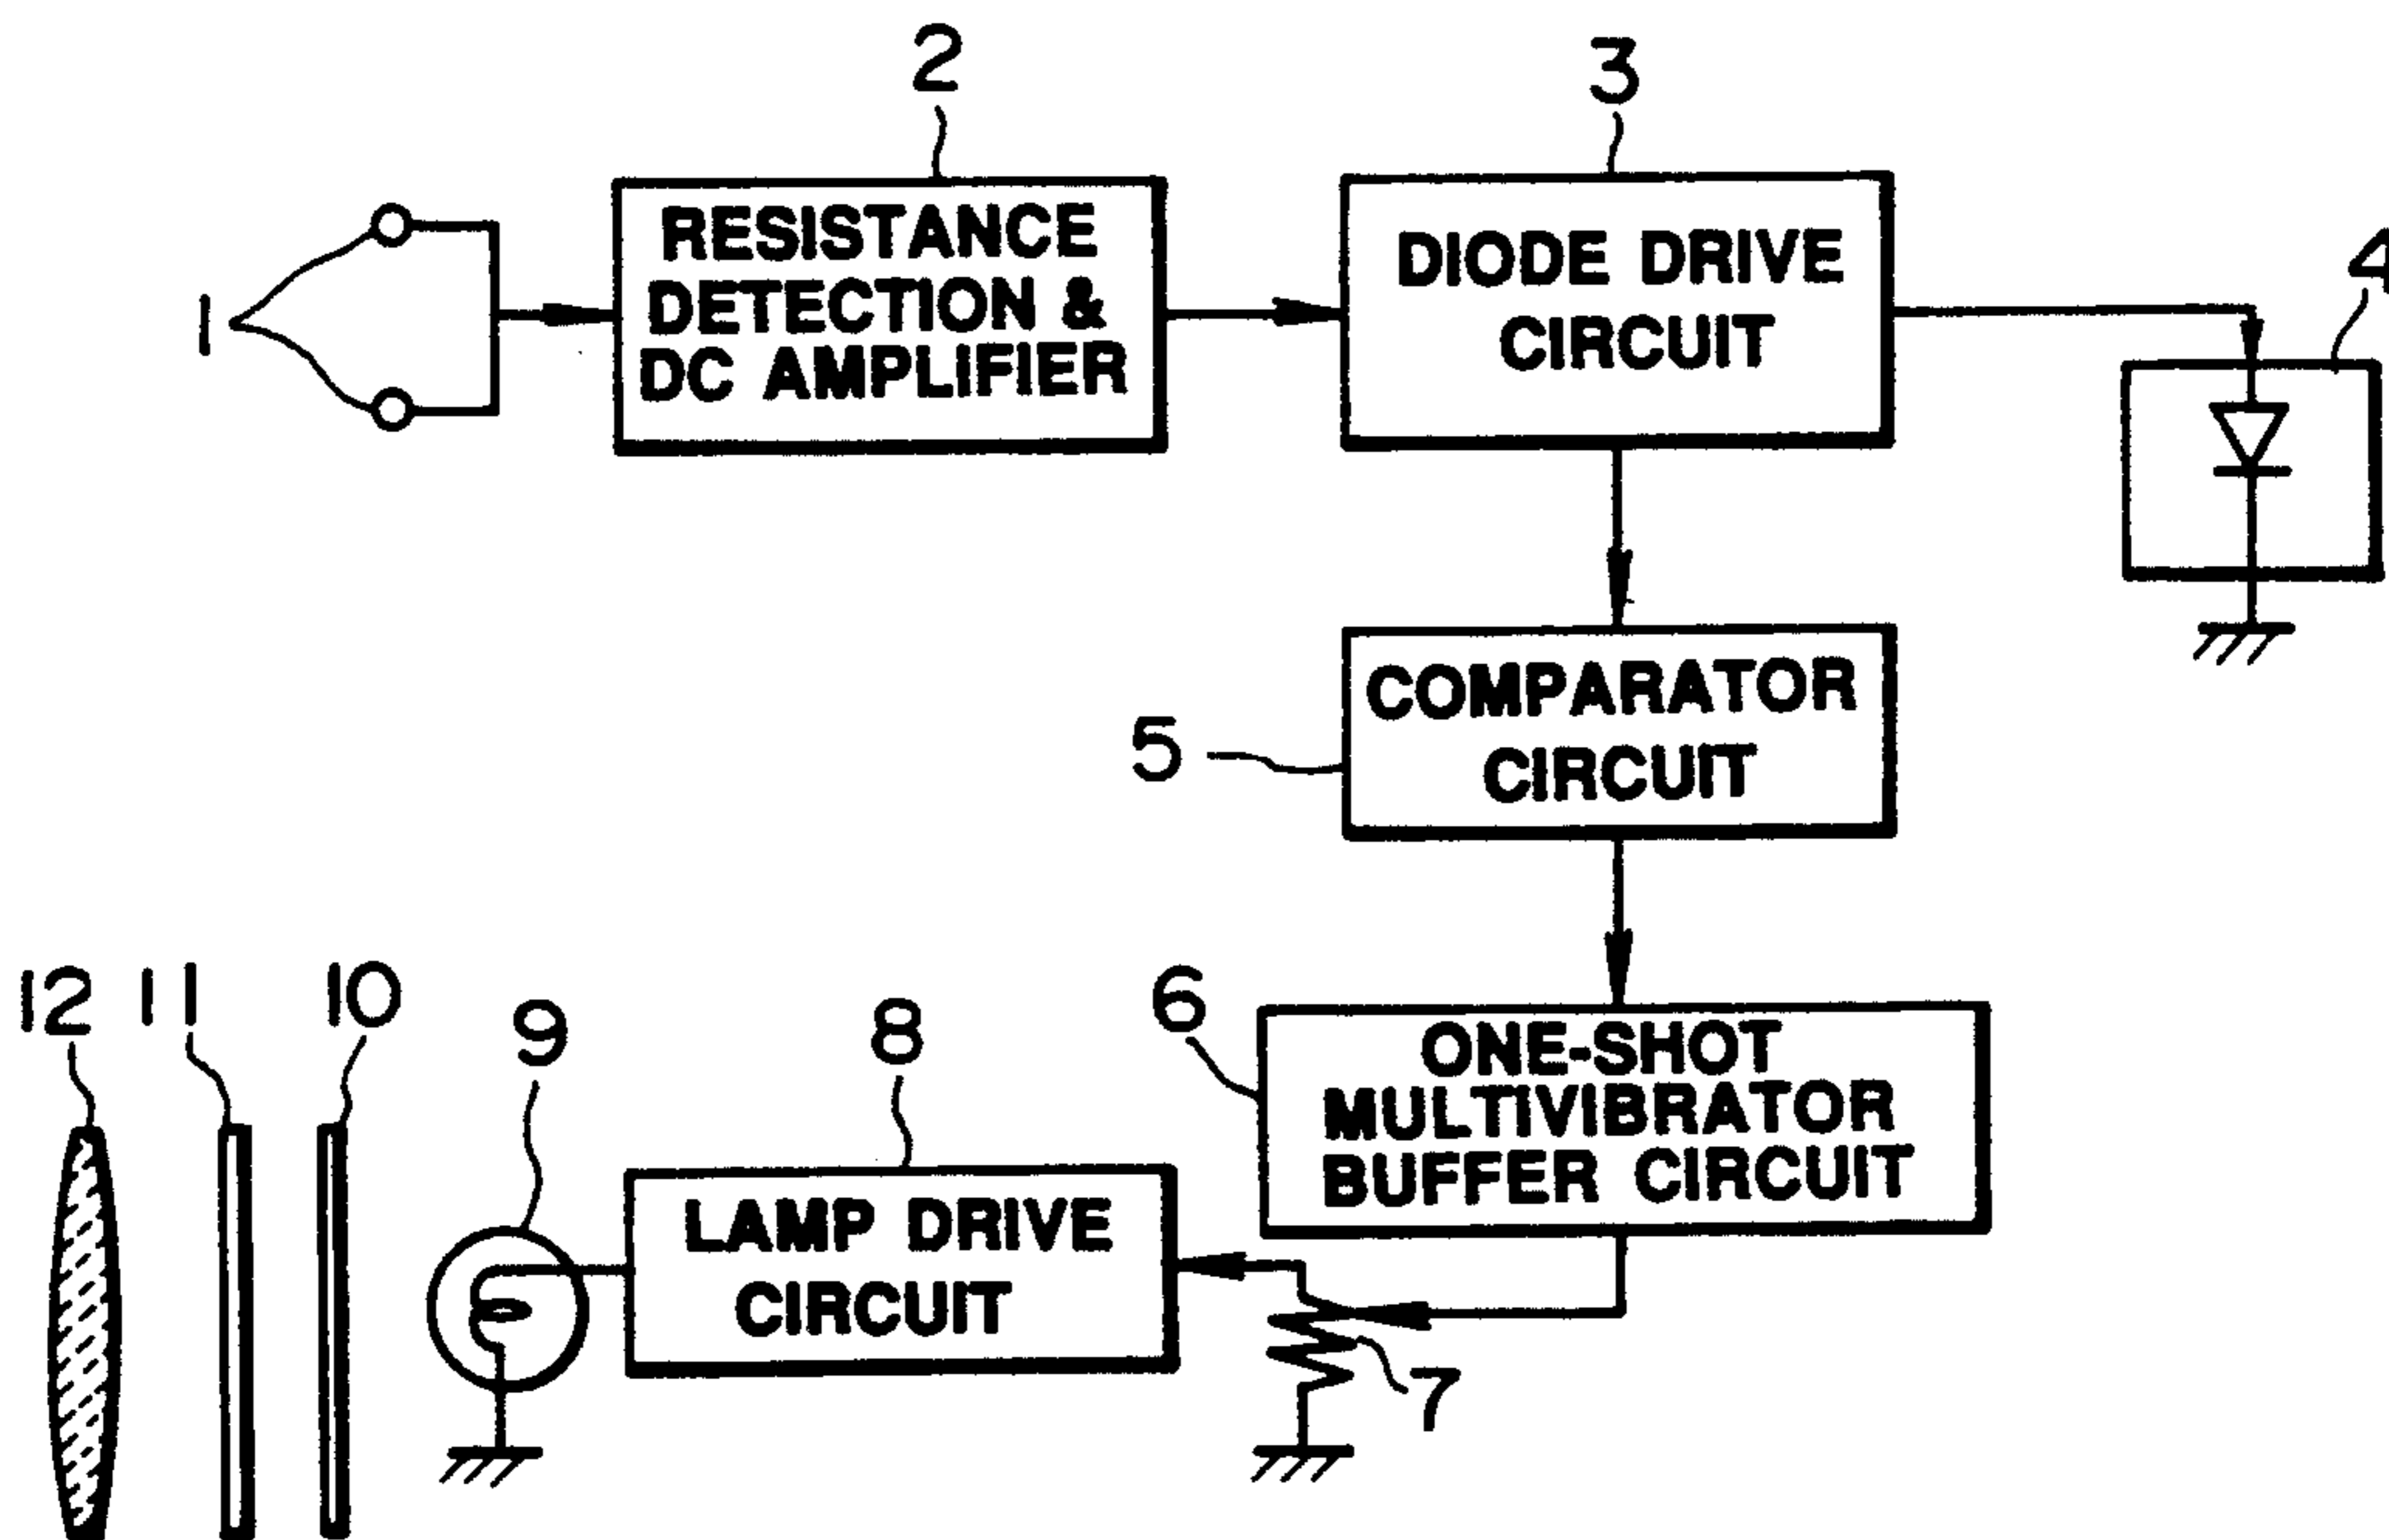 2
3
1
RESISTANCE
DETECTION &
DC AMPLIFIER
DIODE DRIVE
CIRCUIT
4
5
COMPARATOR
CIRCUIT
12
11
10
9
8
6
ONE-SHOT
MULTIVIBRATOR
BUFFER CIRCUIT
LAMP DRIVE
CIRCUIT
7